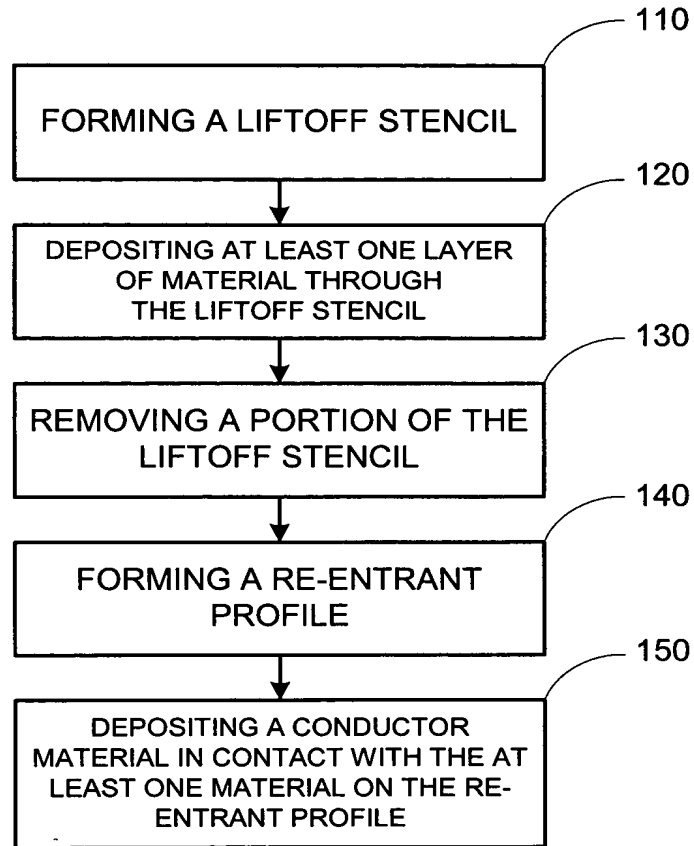 110
FORMING A LIFTOFF STENCIL
120
DEPOSITING AT LEAST ONE LAYER
OF MATERIAL THROUGH
THE LIFTOFF STENCIL
130
REMOVING A PORTION OF THE
LIFTOFF STENCIL
140
FORMING A RE-ENTRANT
PROFILE
150
DEPOSITING A CONDUCTOR
MATERIAL IN CONTACT WITH THE AT
LEAST ONE MATERIAL ON THE RE-
ENTRANT PROFILE